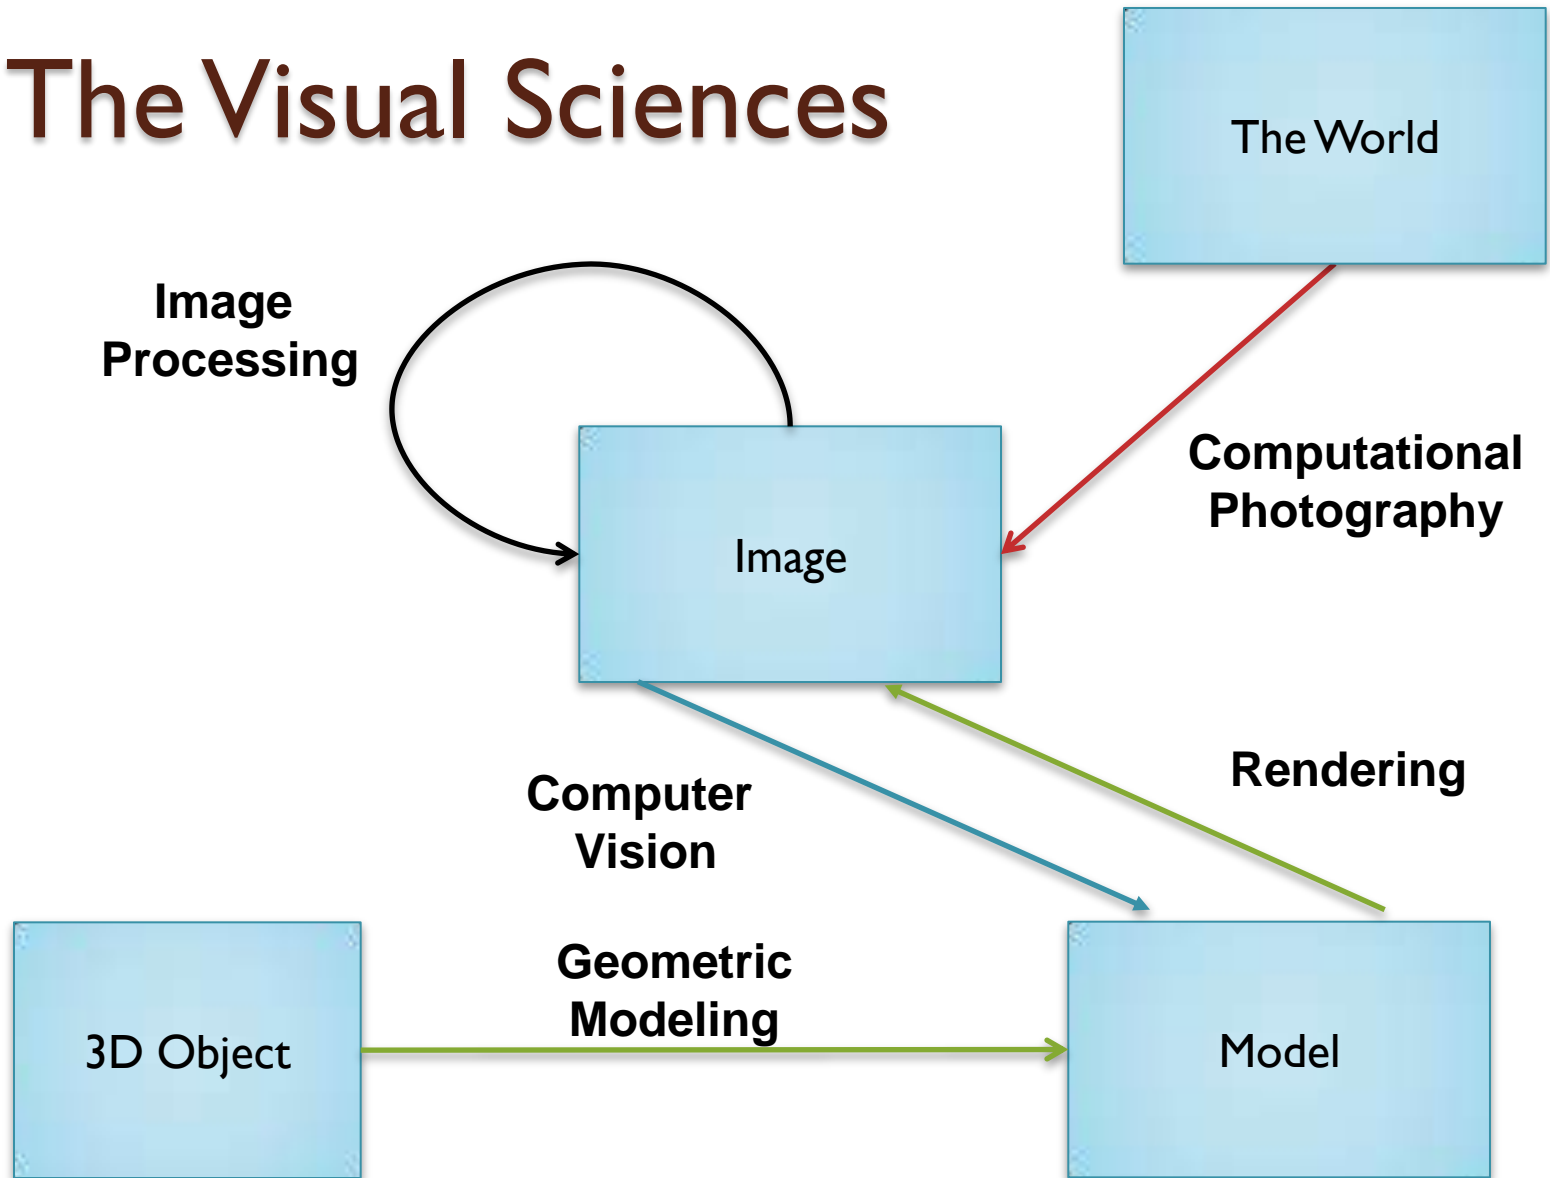 The Visual Sciences
The World
Image
Processing
Computational
Photography
Image
Rendering
Computer
Vision
Geometric
Modeling
3D Object
Model